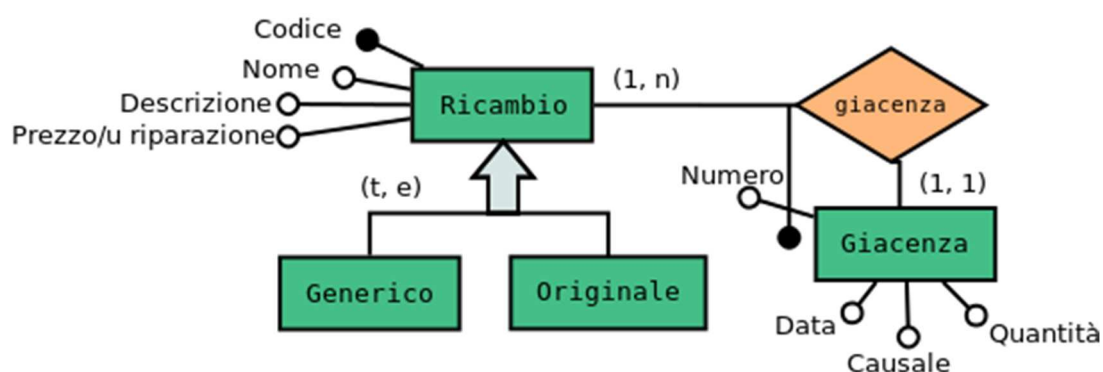 Codice
Nome
Descrizione
Prezzo/u riparazione
Ricambio
(1, n)
giacenza
(t, e)
Numero
(1, 1)
Generico
Originale
Giacenza
Data
Causale
Quantità